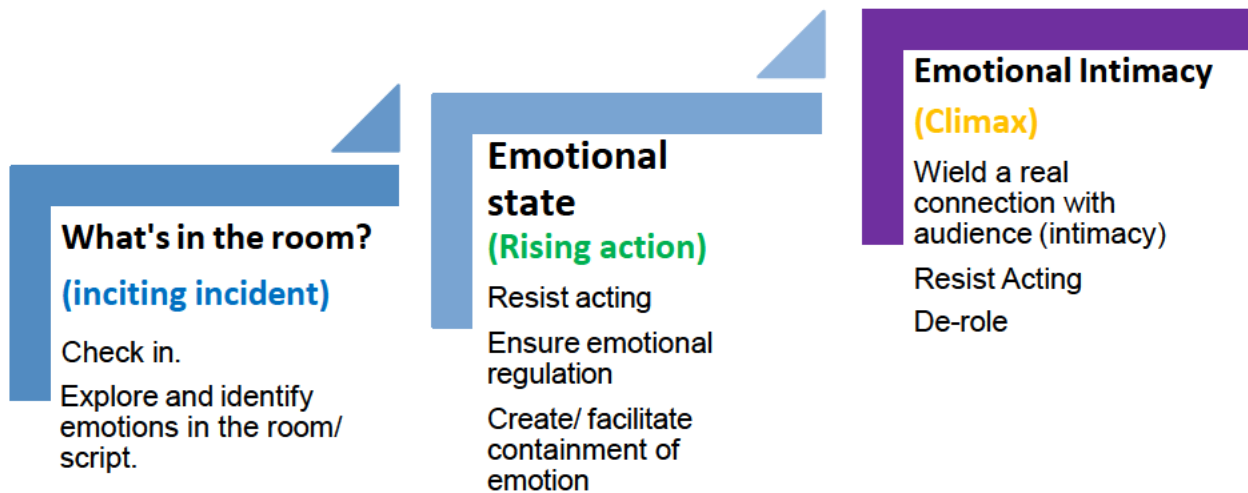 What's in the room?
(inciting incident)
Check in.
Explore and identify
emotions in the room/
script.
Emotional
state
(Rising action)
Resist acting
Ensure emotional
regulation
Create/ facilitate
containment of
emotion
Emotional Intimacy
(Climax)
Wield a real
connection with
audience (intimacy)
Resist Acting
De-role